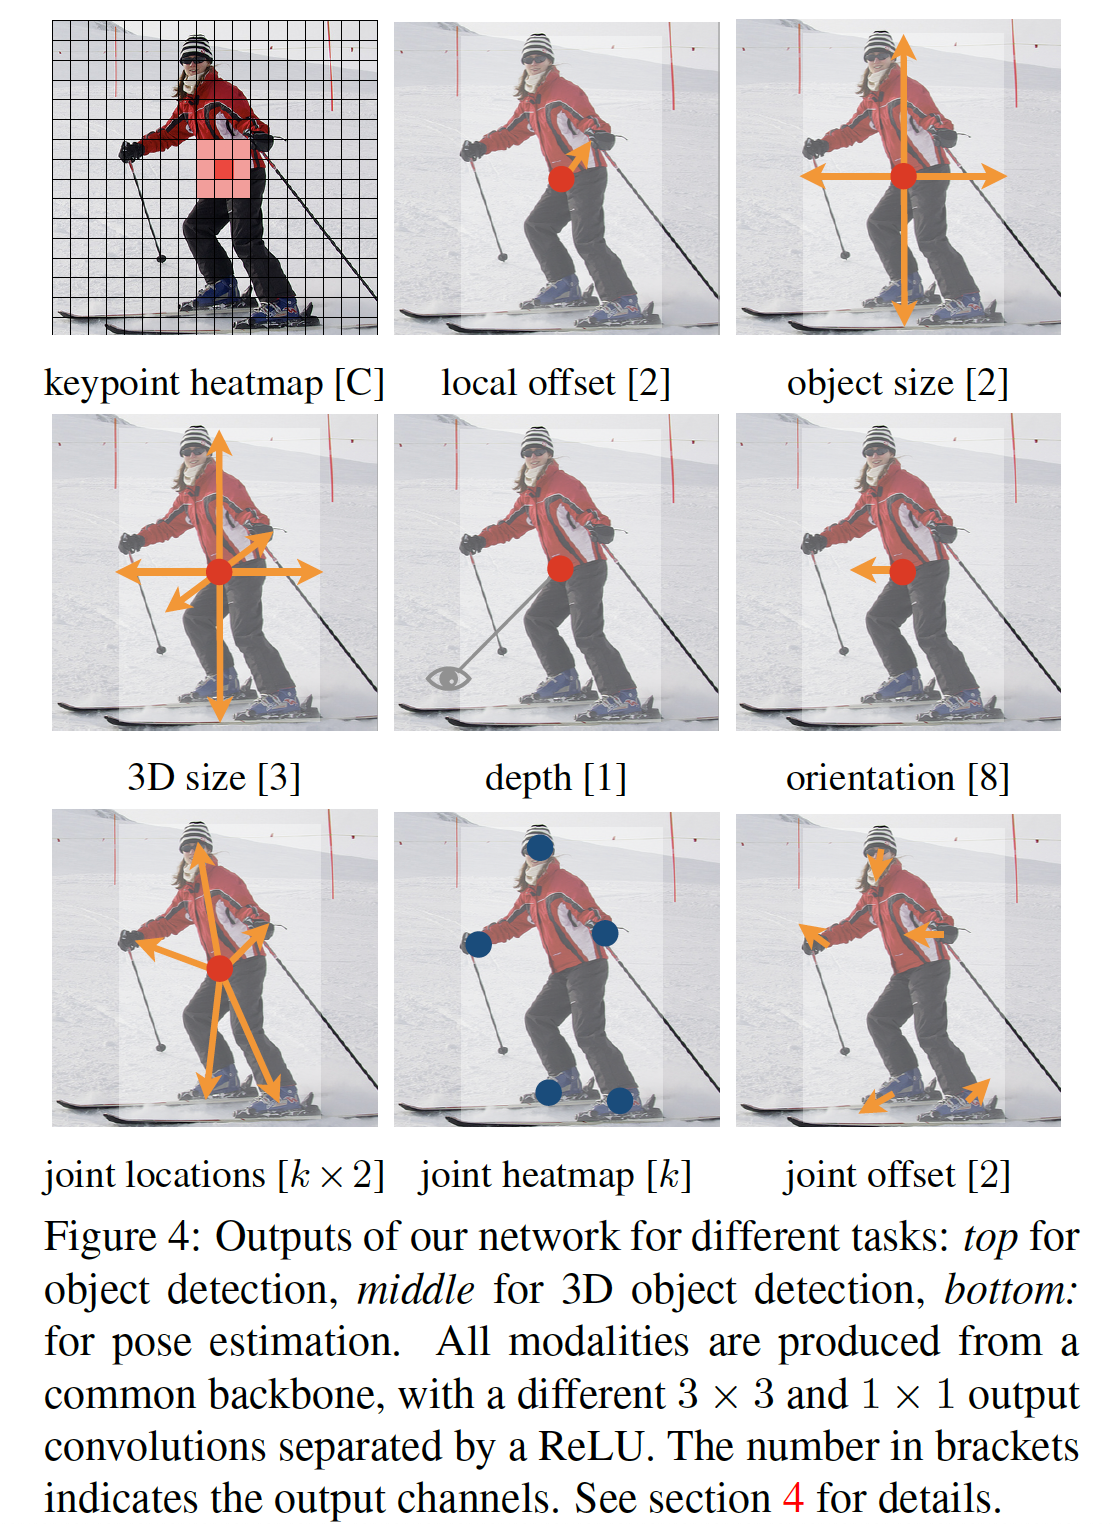 keypoint heatmap [C] local offset [2] object size [2]
3D size [3] depth [1] orientation [8]
joint locations [k × 2] joint heatmap [k] joint offset [2]
Figure 4: Outputs of our network for different tasks: top for
object detection, middle for 3D object detection, bottom:
for pose estimation. All modalities are produced from a
common backbone, with a different 3 × 3 and 1 × 1 output
convolutions separated by a ReLU. The number in brackets
indicates the output channels. See section 4 for details.